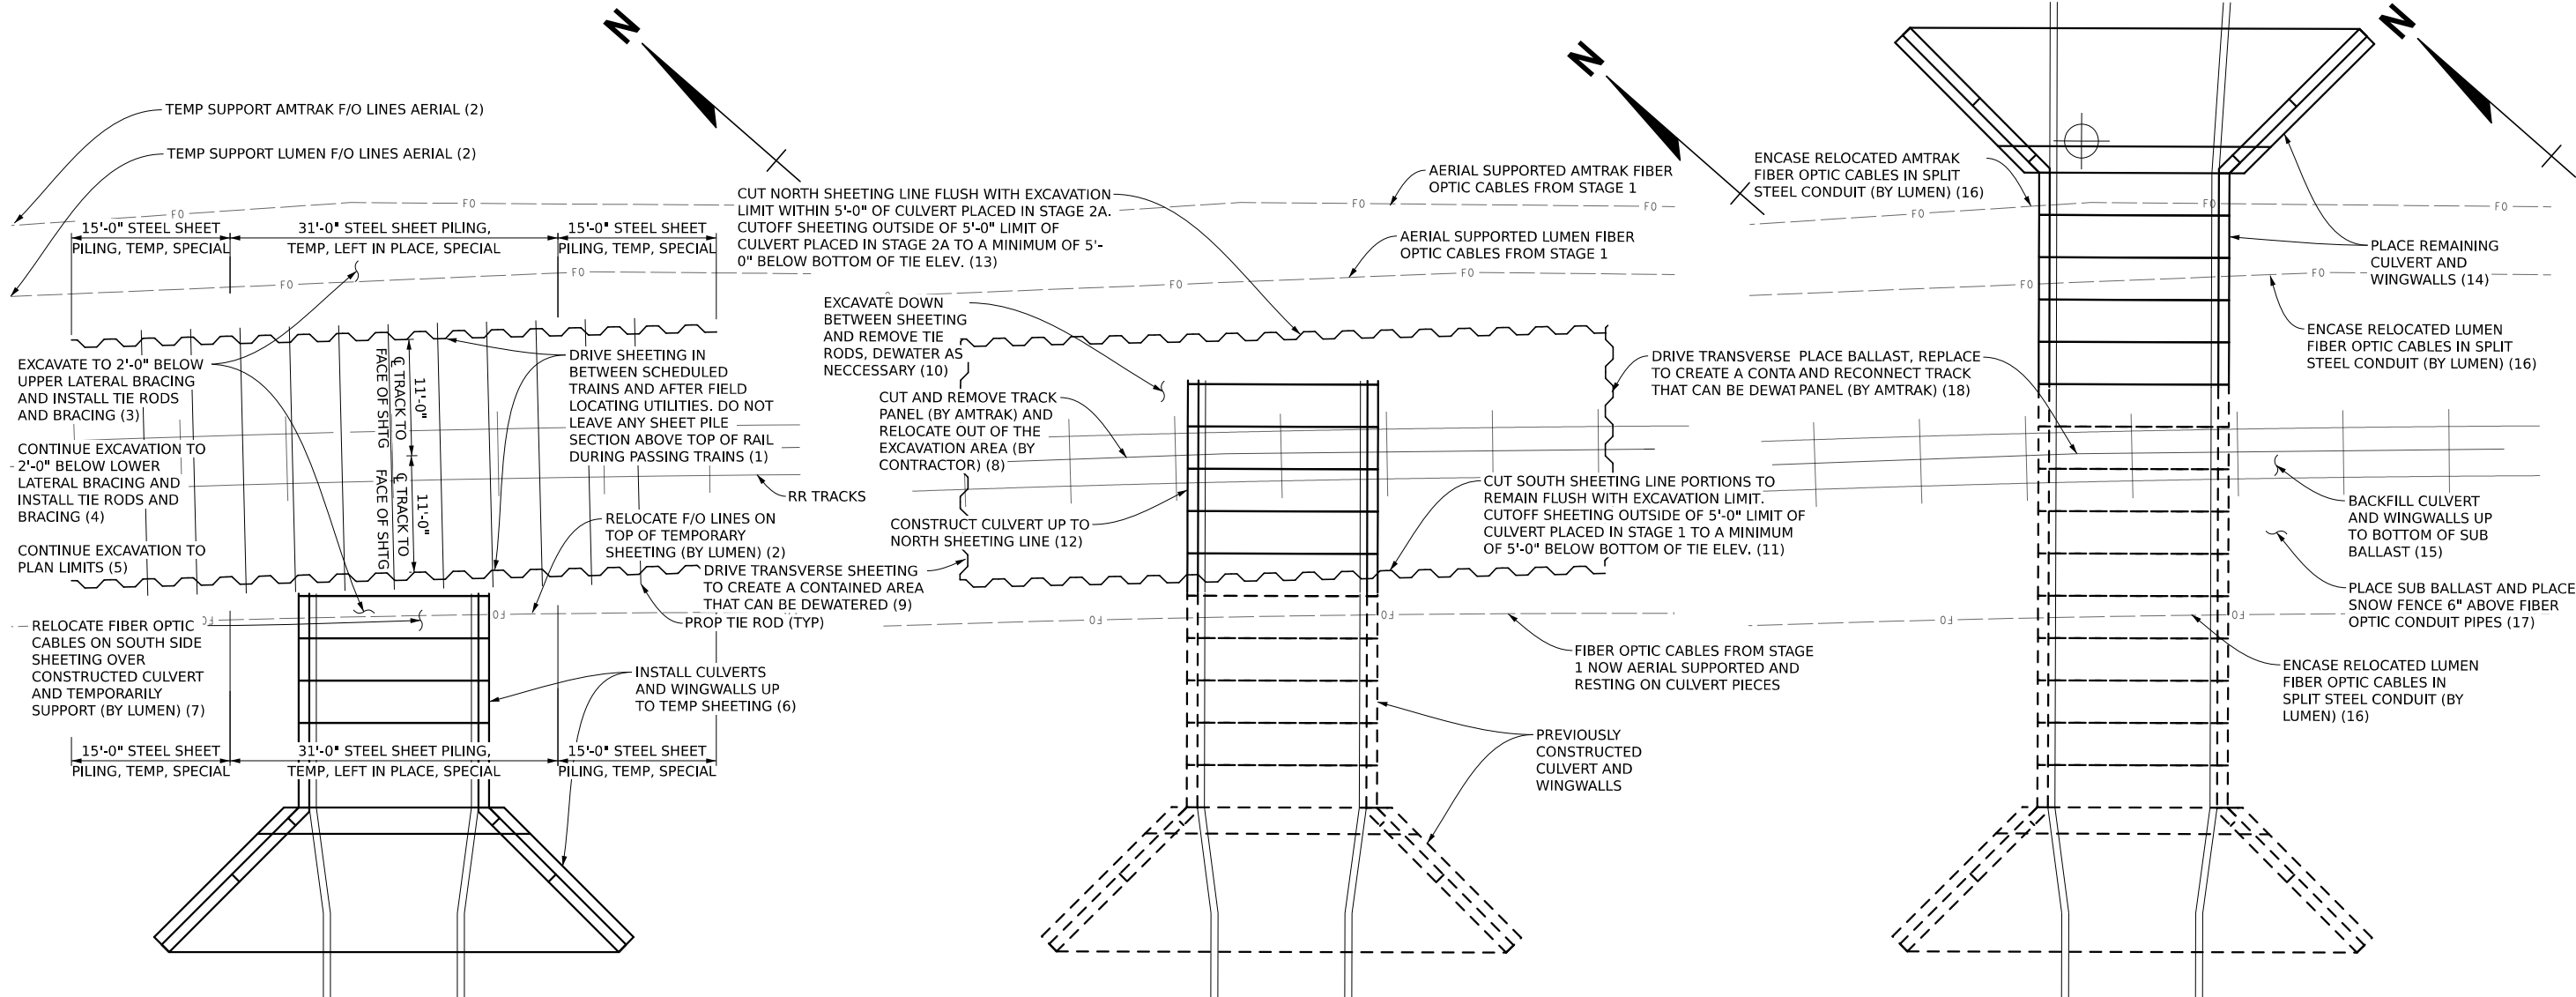 N
TEMP SUPPORT AMTRAK F/O LINES AERIAL (2)
TEMP SUPPORT LUMEN F/O LINES AERIAL (2)
FO
FO
15'-0" STEEL SHEET
PILING, TEMP, SPECIAL
31'-0" STEEL SHEET PILING,
TEMP, LEFT IN PLACE, SPECIAL
15'-0" STEEL SHEET
PILING, TEMP, SPECIAL
FO
FO
EXCAVATE TO 2'-0" BELOW
UPPER LATERAL BRACING
AND INSTALL TIE RODS
AND BRACING (3)
CONTINUE EXCAVATION TO
2'-0" BELOW LOWER
LATERAL BRACING AND
INSTALL TIE RODS AND
BRACING (4)
CONTINUE EXCAVATION TO
PLAN LIMITS (5)
11'-0"
℄ TRACK TO
FACE OF SHTG
11'-0"
℄ TRACK TO
FACE OF SHTG
DRIVE SHEETING IN
BETWEEN SCHEDULED
TRAINS AND AFTER FIELD
LOCATING UTILITIES. DO NOT
LEAVE ANY SHEET PILE
SECTION ABOVE TOP OF RAIL
DURING PASSING TRAINS (1)
RR TRACKS
RELOCATE F/O LINES ON
TOP OF TEMPORARY
SHEETING (BY LUMEN) (2)
PROP TIE ROD (TYP)
FO
FO
RELOCATE FIBER OPTIC
CABLES ON SOUTH SIDE
SHEETING OVER
CONSTRUCTED CULVERT
AND TEMPORARILY
SUPPORT (BY LUMEN) (7)
INSTALL CULVERTS
AND WINGWALLS UP
TO TEMP SHEETING (6)
15'-0" STEEL SHEET
PILING, TEMP, SPECIAL
31'-0" STEEL SHEET PILING,
TEMP, LEFT IN PLACE, SPECIAL
15'-0" STEEL SHEET
PILING, TEMP, SPECIAL
N
CUT NORTH SHEETING LINE FLUSH WITH EXCAVATION
LIMIT WITHIN 5'-0" OF CULVERT PLACED IN STAGE 2A.
CUTOFF SHEETING OUTSIDE OF 5'-0" LIMIT OF
CULVERT PLACED IN STAGE 2A TO A MINIMUM OF 5'-
0" BELOW BOTTOM OF TIE ELEV. (13)
AERIAL SUPPORTED AMTRAK FIBER
OPTIC CABLES FROM STAGE 1
FO
FO
AERIAL SUPPORTED LUMEN FIBER
OPTIC CABLES FROM STAGE 1
FO
FO
EXCAVATE DOWN
BETWEEN SHEETING
AND REMOVE TIE
RODS, DEWATER AS
NECCESSARY (10)
CUT AND REMOVE TRACK
PANEL (BY AMTRAK) AND
RELOCATE OUT OF THE
EXCAVATION AREA (BY
CONTRACTOR) (8)
CONSTRUCT CULVERT UP TO
NORTH SHEETING LINE (12)
DRIVE TRANSVERSE SHEETING
TO CREATE A CONTAINED AREA
THAT CAN BE DEWATERED (9)
DRIVE TRANSVERSE
TO CREATE A CONTA
THAT CAN BE DEWAT
CUT SOUTH SHEETING LINE PORTIONS TO
REMAIN FLUSH WITH EXCAVATION LIMIT.
CUTOFF SHEETING OUTSIDE OF 5'-0" LIMIT OF
CULVERT PLACED IN STAGE 1 TO A MINIMUM
OF 5'-0" BELOW BOTTOM OF TIE ELEV. (11)
FO
FO
FIBER OPTIC CABLES FROM STAGE
1 NOW AERIAL SUPPORTED AND
RESTING ON CULVERT PIECES
PREVIOUSLY
CONSTRUCTED
CULVERT AND
WINGWALLS
N
ENCASE RELOCATED AMTRAK
FIBER OPTIC CABLES IN SPLIT
STEEL CONDUIT (BY LUMEN) (16)
FO
FO
FO
PLACE REMAINING
CULVERT AND
WINGWALLS (14)
FO
FO
ENCASE RELOCATED LUMEN
FIBER OPTIC CABLES IN SPLIT
STEEL CONDUIT (BY LUMEN) (16)
PLACE BALLAST, REPLACE
AND RECONNECT TRACK
PANEL (BY AMTRAK) (18)
BACKFILL CULVERT
AND WINGWALLS UP
TO BOTTOM OF SUB
BALLAST (15)
PLACE SUB BALLAST AND PLACE
SNOW FENCE 6" ABOVE FIBER
OPTIC CONDUIT PIPES (17)
FO
FO
ENCASE RELOCATED LUMEN
FIBER OPTIC CABLES IN
SPLIT STEEL CONDUIT (BY
LUMEN) (16)